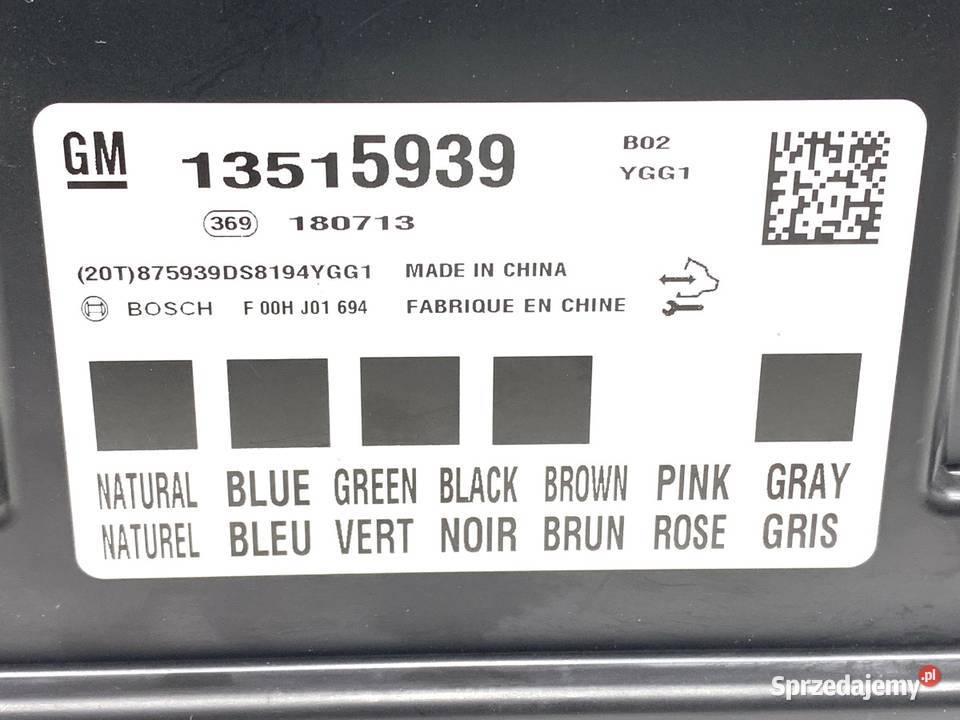 GM 13515939 B02
YGG1
369 180713
(20T)875939DS8194YGG1 MADE IN CHINA
BOSCH F 00H J01 694 FABRIQUE EN CHINE
NATURAL BLUE GREEN BLACK BROWN PINK GRAY
NATUREL BLEU VERT NOIR BRUN ROSE GRIS
Sprzedajemy.pl